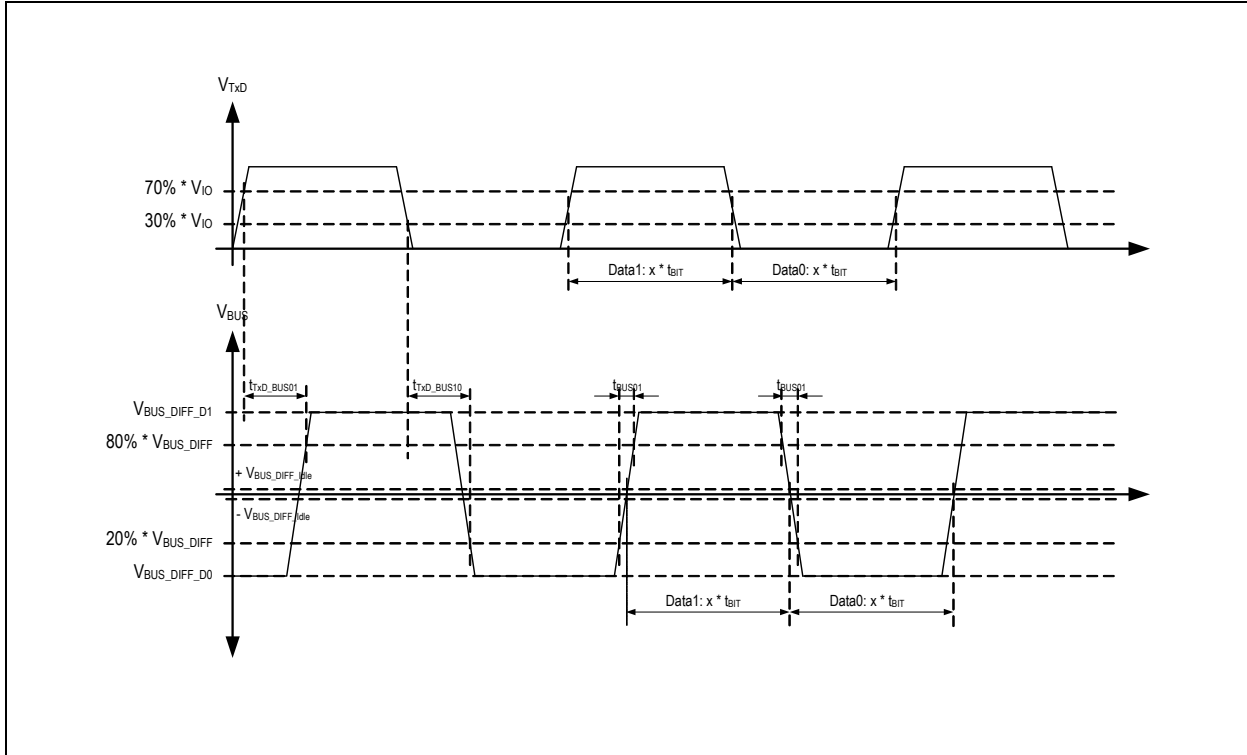 VTxD
70% * VIO
30% * VIO
Data1: x * tBIT Data0: x * tBIT
VBUS
tTxD_BUS01 tTxD_BUS10 tBUS01 tBUS01
VBUS_DIFF_D1
80% * VBUS_DIFF
+ VBUS_DIFF_Idle
- VBUS_DIFF_Idle
20% * VBUS_DIFF
VBUS_DIFF_D0
Data1: x * tBIT Data0: x * tBIT